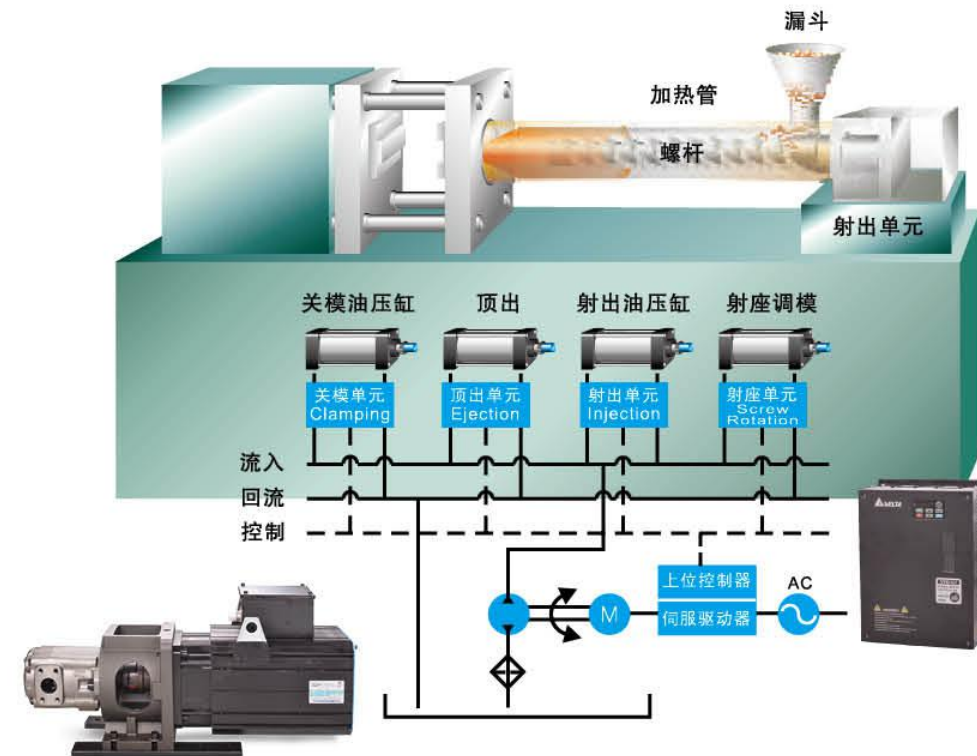 漏斗
加热管
螺杆
射出单元
关模油压缸
顶出
射出油压缸
射座调模
关模单元
Clamping
顶出单元
Ejection
射出单元
Injection
射座单元
Screw
Rotation
流入
回流
控制
上位控制器
AC
M
伺服驱动器